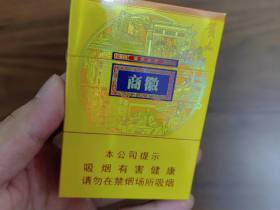 徽商
本公司提示
吸烟有害健康
请勿在禁烟场所吸烟